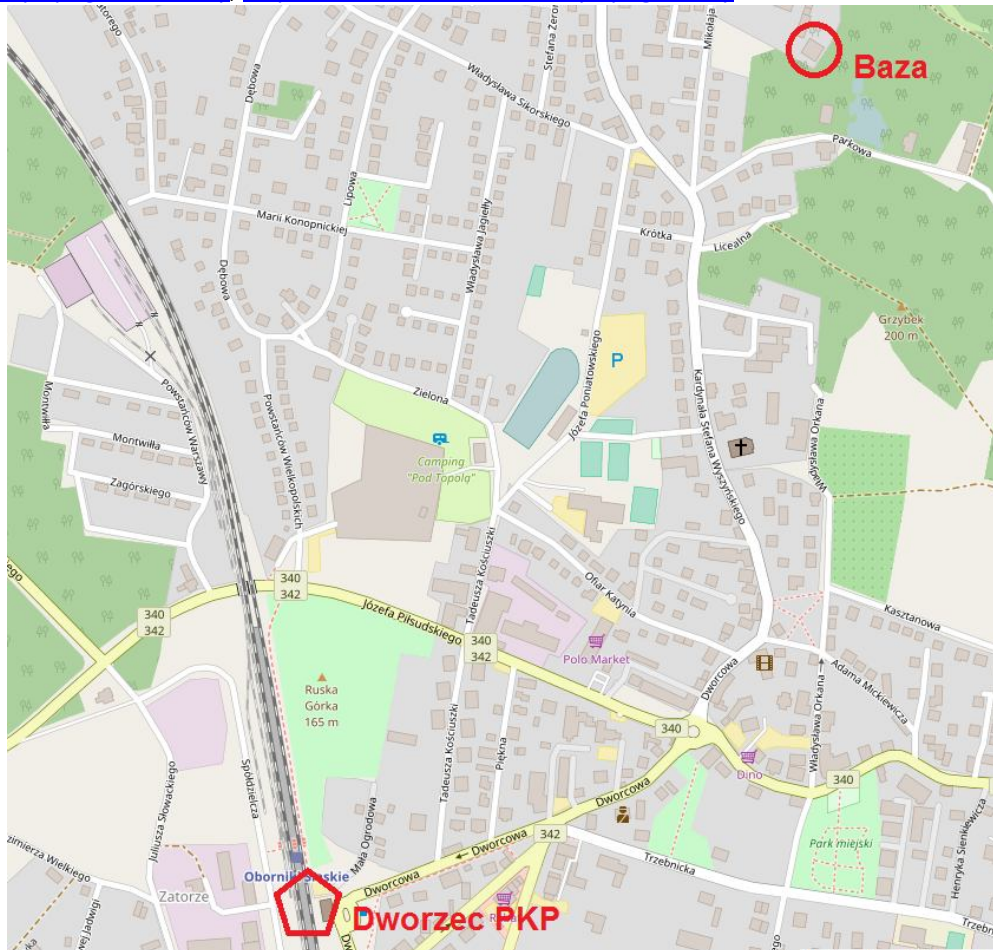 Stefana Żerom
Mikołaja
Baza
Dębowa
Władysława Sikorskiego
Parkowa
Lipowa
Marii Konopnickiej
Krótka
Licealna
Władysława Jagiełły
Dębowa
Grzybek
200 m
P
Józefa Poniatowskiego
Zielona
Powstańców Warszawy
Montwiłła
Powstańców Wielkopolskich
Kardynała Stefana Wyszyńskiego
Władysława Orkana
Camping
"Pod Topolą"
Montwiłła
Zagórskiego
Tadeusza Kościuszki
Ofiar Katynia
340
342
Józefa Piłsudskiego
Kasztanowa
340
342
340
342
Polo Market
Dworcowa
Adama Mickiewicza
Ruska
Górka
165 m
Władysława Orkana
340
Tadeusza Kościuszki
Piękna
Dino
340
Juliusza Słowackiego
Spółdzielcza
Dworcowa
Mała Ogrodowa
Dworcowa
342
Trzebnicka
Park miejski
Henryka Sienkiewicza
Zatorze
Dworcowa
Dworzec PKP